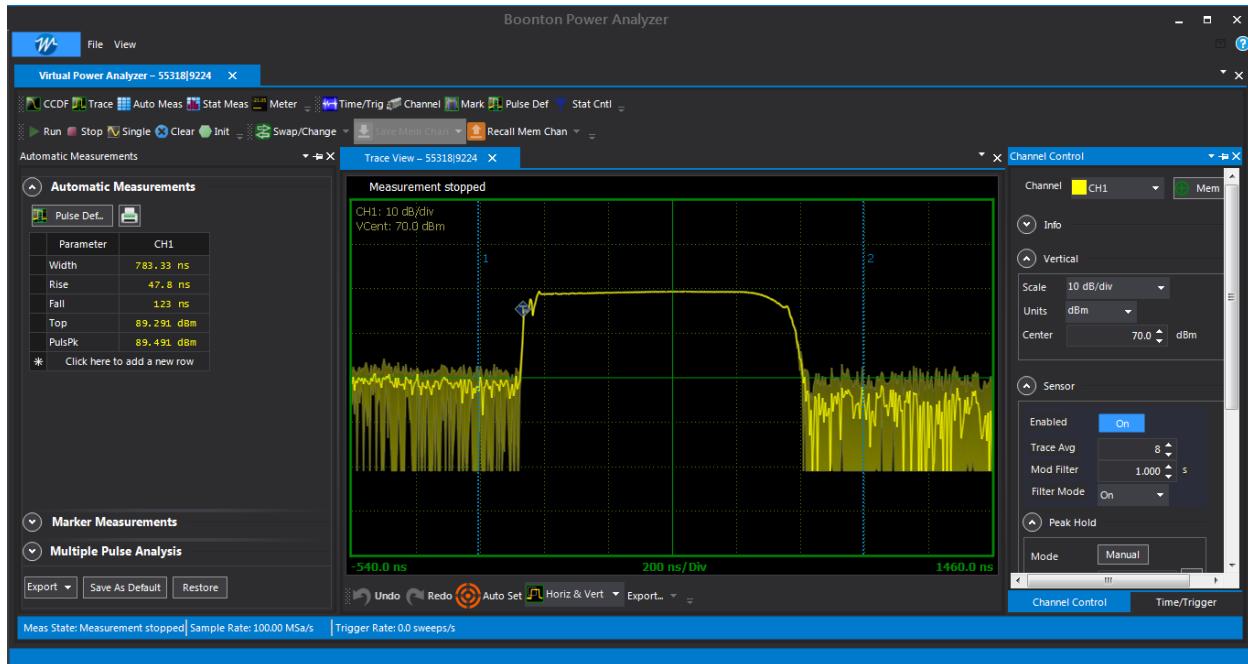 Boonton Power Analyzer
File View
Virtual Power Analyzer – 55318|9224 X
CCDF Trace Auto Meas Stat Meas Meter Time/Trig Channel Mark Pulse Def Stat Cntl
Run Stop Single Clear Init Swap/Change Save Mem Chan Recall Mem Chan
Automatic Measurements
Automatic Measurements
Pulse Def...
Parameter CH1
Width 783.33 ns
Rise 47.8 ns
Fall 123 ns
Top 89.291 dBm
PulsPk 89.491 dBm
Click here to add a new row
Marker Measurements
Multiple Pulse Analysis
Export Save As Default Restore
Trace View – 55318|9224 X
Measurement stopped
CH1: 10 dB/div
VCent: 70.0 dBm
1
2
-540.0 ns 200 ns/Div 1460.0 ns
Undo Redo Auto Set Horiz & Vert Export...
Channel Control
Channel CH1 Mem
Info
Vertical
Scale 10 dB/div
Units dBm
Center 70.0 dBm
Sensor
Enabled On
Trace Avg 8
Mod Filter 1.000 s
Filter Mode On
Peak Hold
Mode Manual
Channel Control Time/Trigger
Meas State: Measurement stopped Sample Rate: 100.00 MSa/s Trigger Rate: 0.0 sweeps/s